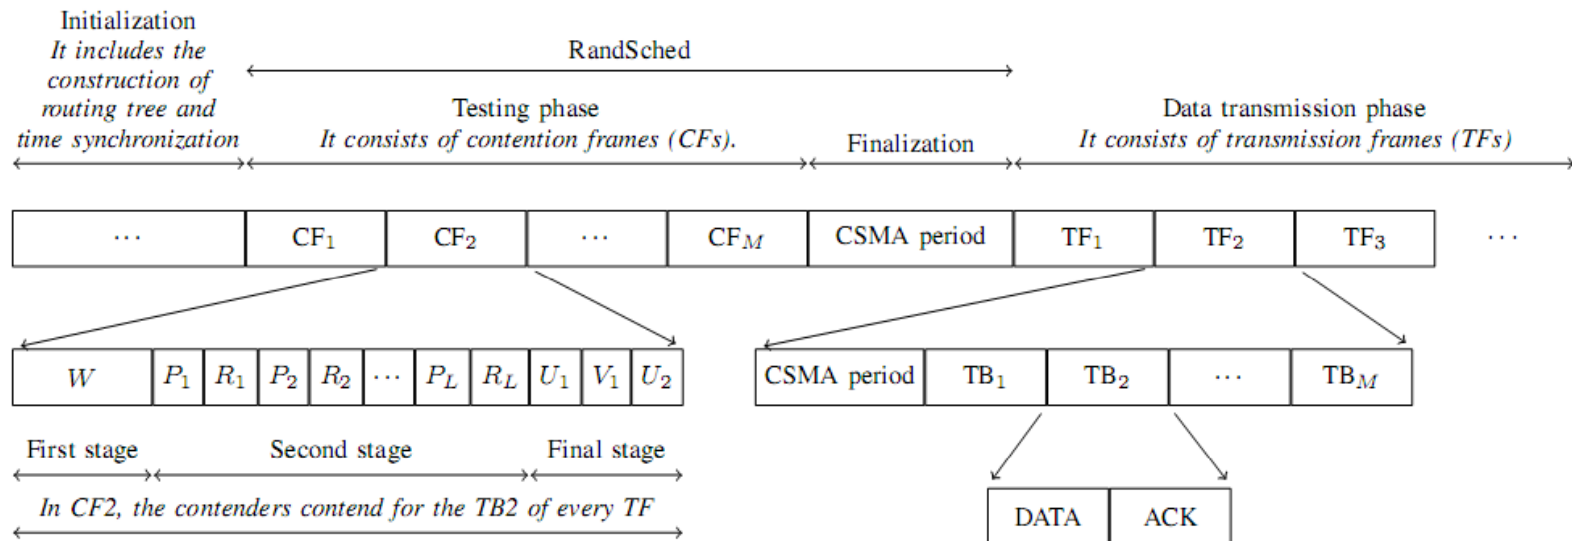 Initialization
It includes the
construction of
routing tree and
time synchronization
RandSched
Testing phase
It consists of contention frames (CFs).
Finalization
Data transmission phase
It consists of transmission frames (TFs)
⋯ CF₁ CF₂ ⋯ CF_M CSMA period TF₁ TF₂ TF₃ ⋯
W P₁ R₁ P₂ R₂ ⋯ P_L R_L U₁ V₁ U₂
CSMA period TB₁ TB₂ ⋯ TB_M
First stage Second stage Final stage
In CF2, the contenders contend for the TB2 of every TF
DATA ACK